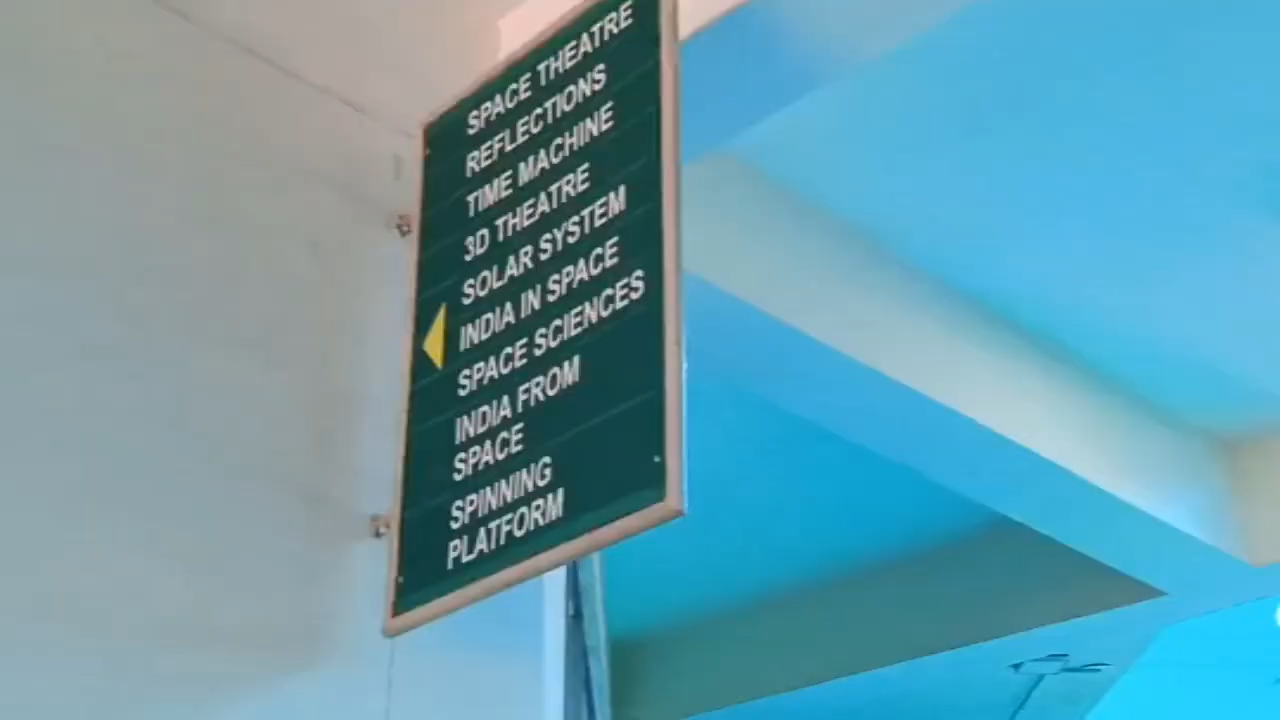 SPACE THEATRE
REFLECTIONS
TIME MACHINE
3D THEATRE
SOLAR SYSTEM
INDIA IN SPACE
SPACE SCIENCES
INDIA FROM
SPACE
SPINNING
PLATFORM